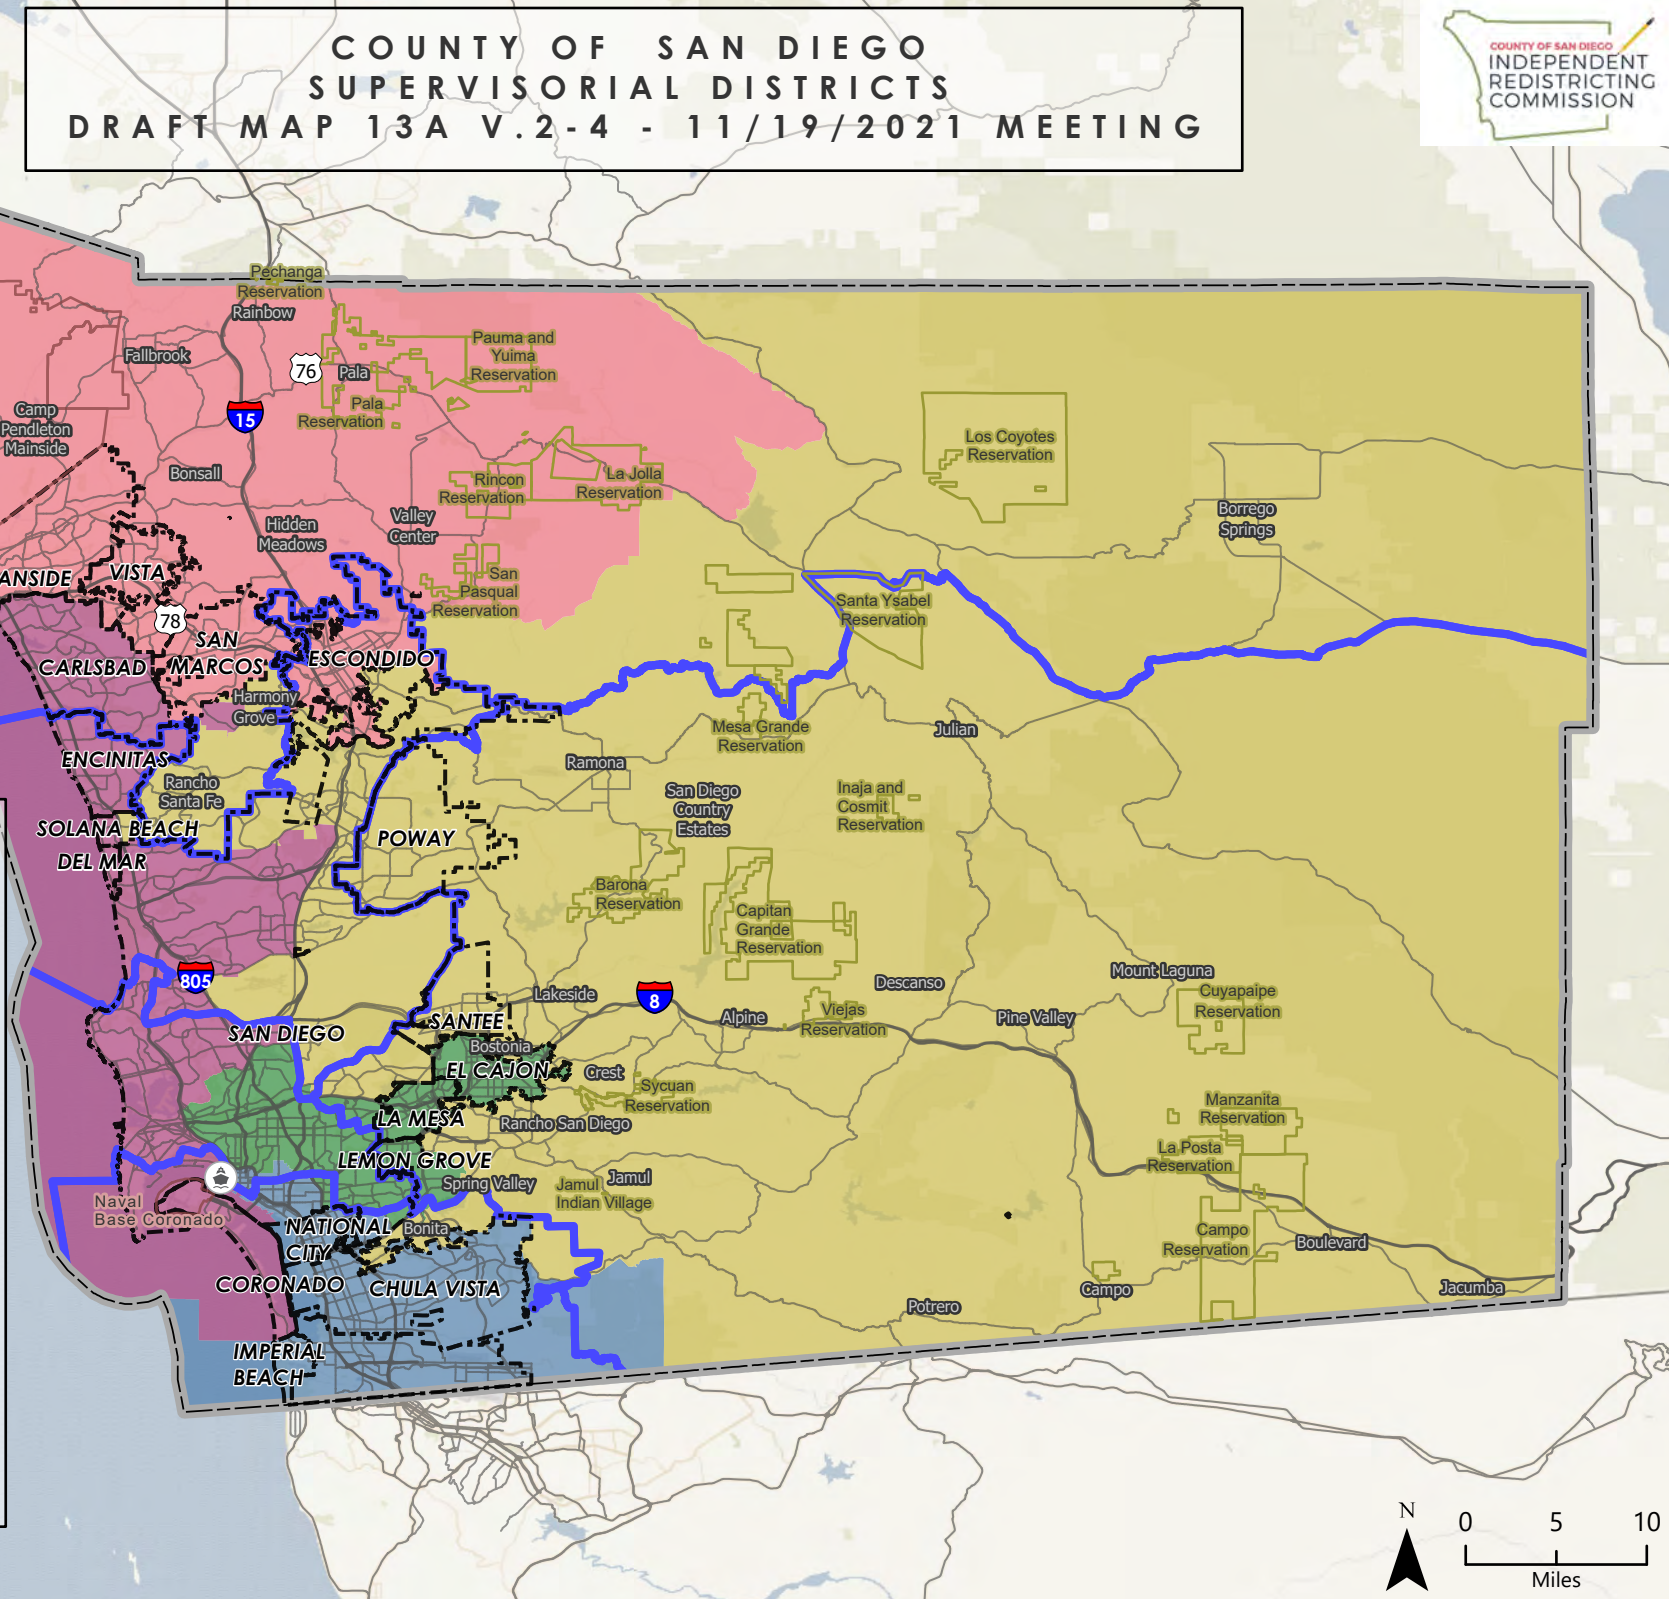 COUNTY OF SAN DIEGO
SUPERVISORIAL DISTRICTS
DRAFT MAP 13A V.2-4 - 11/19/2021 MEETING
COUNTY OF SAN DIEGO
INDEPENDENT
REDISTRICTING
COMMISSION
Pechanga
Reservation
Rainbow
Fallbrook
76
Pala
Pauma and
Yuima
Reservation
Pala
Reservation
Camp
Pendleton
Mainside
15
Bonsall
Rincon
Reservation
La Jolla
Reservation
Los Coyotes
Reservation
Hidden
Meadows
Valley
Center
Borrego
Springs
ANSIDE
VISTA
San
Pasqual
Reservation
78
SAN
MARCOS
CARLSBAD
ESCONDIDO
Santa Ysabel
Reservation
Harmony
Grove
Mesa Grande
Reservation
Julian
ENCINITAS
Rancho
Santa Fe
Ramona
San Diego
Country
Estates
Inaja and
Cosmit
Reservation
SOLANA BEACH
DEL MAR
POWAY
Barona
Reservation
Capitan
Grande
Reservation
805
Lakeside
8
Descanso
Mount Laguna
Cuyapaipe
Reservation
SAN DIEGO
SANTEE
Alpine
Viejas
Reservation
Pine Valley
Bostonia
EL CAJON
Crest
Sycuan
Reservation
LA MESA
Rancho San Diego
Manzanita
Reservation
La Posta
Reservation
LEMON GROVE
Spring Valley
Jamul
Indian Village
Jamul
Naval
Base Coronado
NATIONAL
CITY
Bonita
Campo
Reservation
Boulevard
CORONADO
CHULA VISTA
Campo
Jacumba
Potrero
IMPERIAL
BEACH
N
0 5 10
Miles